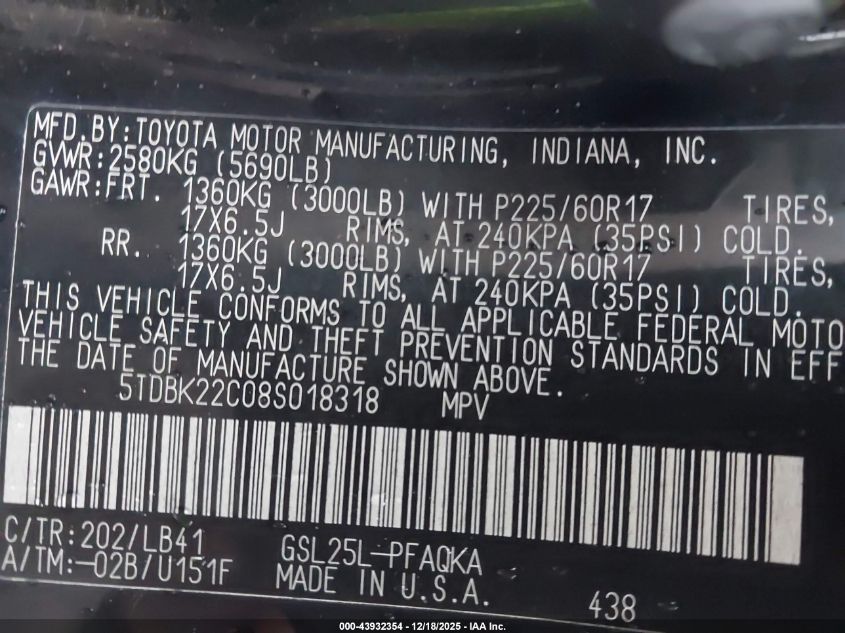 MFD.BY:TOYOTA MOTOR MANUFACTURING, INDIANA, INC.
GVWR:2580KG (5690LB)
GAWR:FRT. 1360KG (3000LB) WITH P225/60R17 TIRES,
17X6.5J RIMS, AT 240KPA (35PSI) COLD.
RR. 1360KG (3000LB) WITH P225/60R17 TIRES,
17X6.5J RIMS, AT 240KPA (35PSI) COLD.
THIS VEHICLE CONFORMS TO ALL APPLICABLE FEDERAL MOTO
VEHICLE SAFETY AND THEFT PREVENTION STANDARDS IN EFF
THE DATE OF MANUFACTURE SHOWN ABOVE.
5TDBK22C08S018318 MPV
C/TR:202/LB41 GSL25L-PFAQKA
A/TM:-02B/U151F MADE IN U.S.A.
438
000-43932354 - 12/18/2025 - IAA Inc.